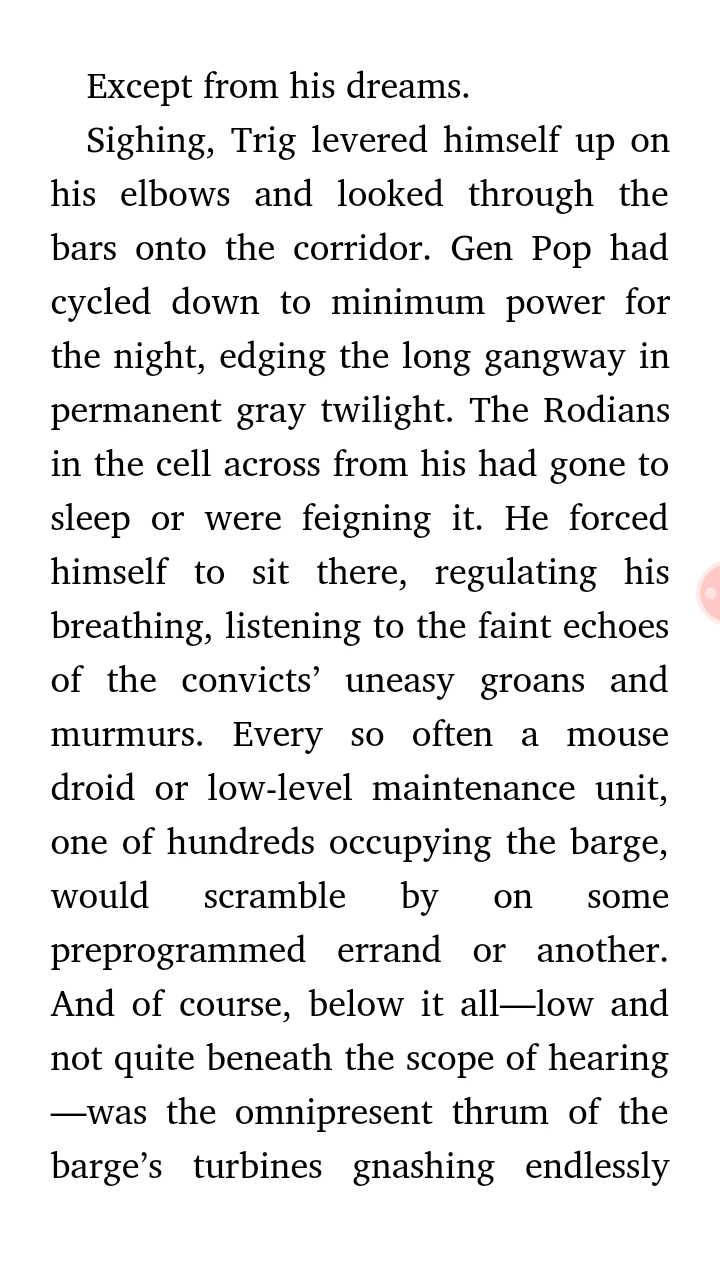 Except from his dreams.
Sighing, Trig levered himself up on
his elbows and looked through the
bars onto the corridor. Gen Pop had
cycled down to minimum power for
the night, edging the long gangway in
permanent gray twilight. The Rodians
in the cell across from his had gone to
sleep or were feigning it. He forced
himself to sit there, regulating his
breathing, listening to the faint echoes
of the convicts’ uneasy groans and
murmurs. Every so often a mouse
droid or low-level maintenance unit,
one of hundreds occupying the barge,
would scramble by on some
preprogrammed errand or another.
And of course, below it all—low and
not quite beneath the scope of hearing
—was the omnipresent thrum of the
barge’s turbines gnashing endlessly